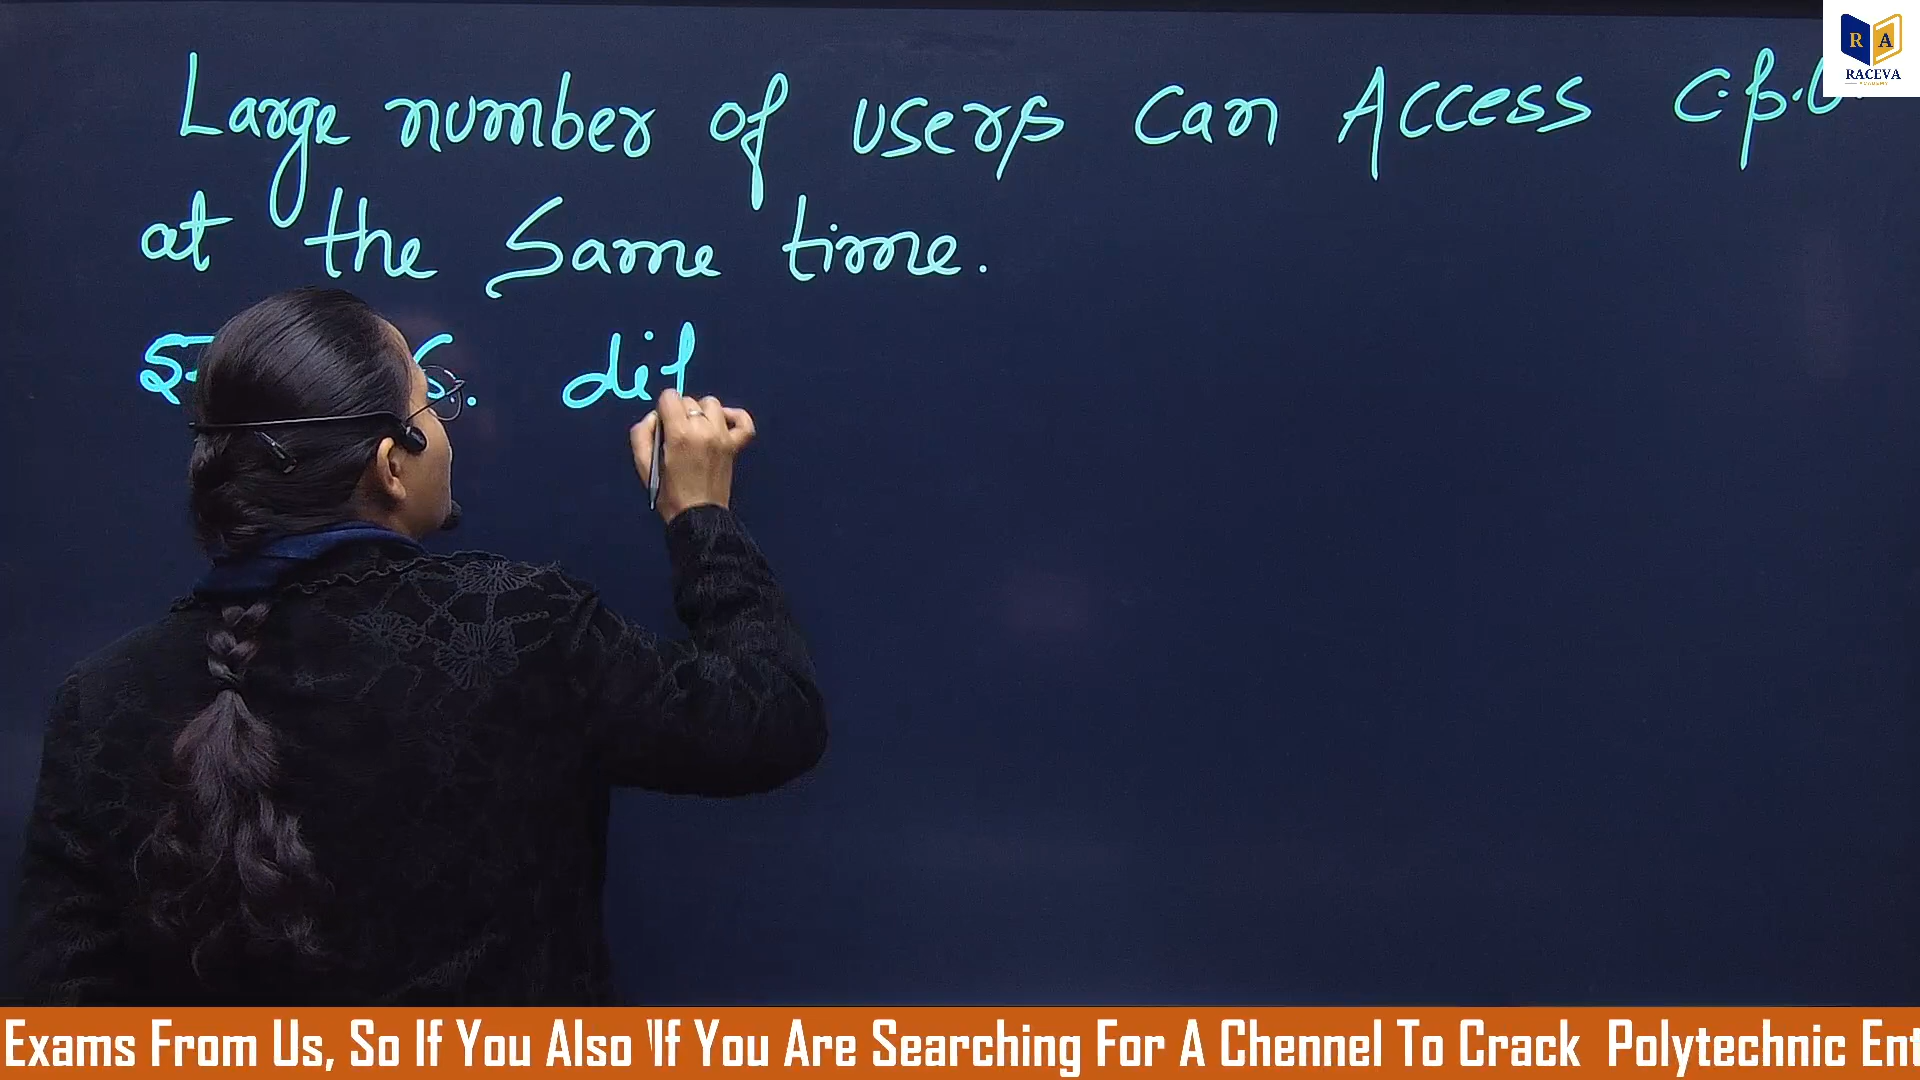 Large number of users can Access C.P.U.
at the same time.
dif
R A
RACEVA
ACADEMY
Exams From Us, So If You Also If You Are Searching For A Chennel To Crack Polytechnic Ent